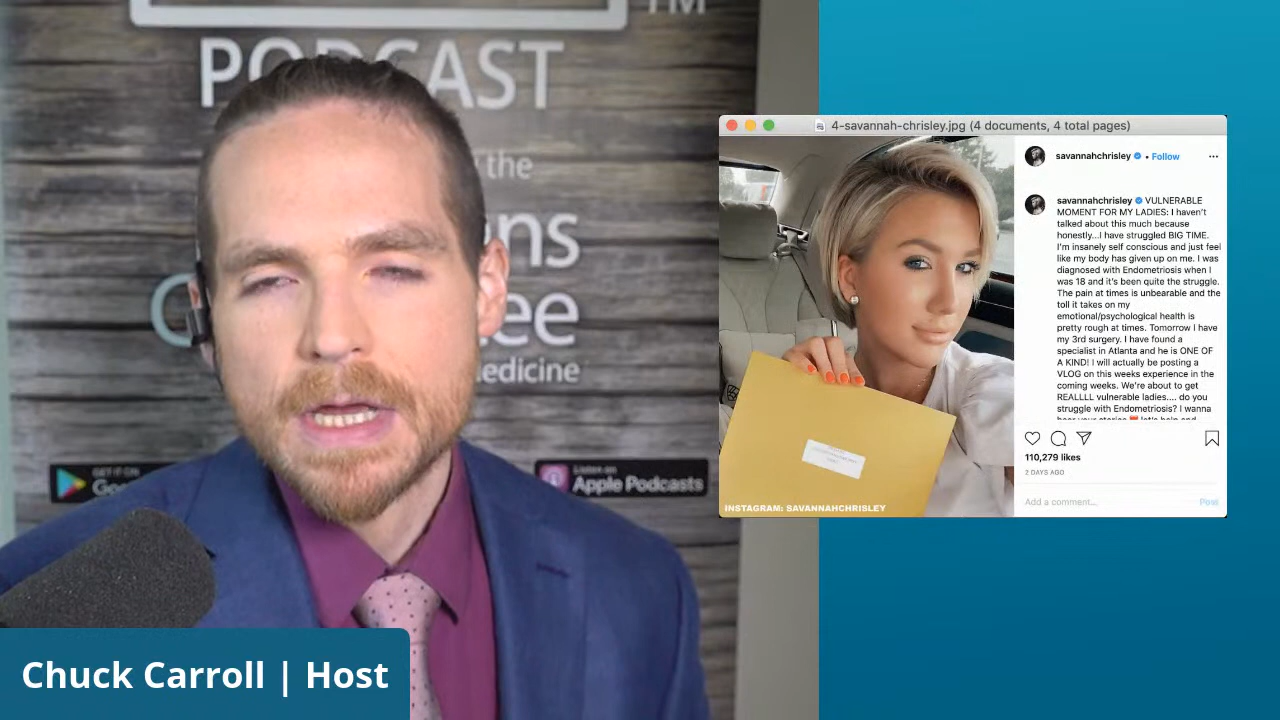 TM
PODCAST
the
ans
ee
edicine
GET IT ON
Goo
Listen on
Apple Podcasts
Chuck Carroll | Host
4-savannah-chrisley.jpg (4 documents, 4 total pages)
savannahchrisley • Follow
savannahchrisley VULNERABLE
MOMENT FOR MY LADIES: I haven't
talked about this much because
honestly...I have struggled BIG TIME.
I'm insanely self conscious and just feel
like my body has given up on me. I was
diagnosed with Endometriosis when I
was 18 and it's been quite the struggle.
The pain at times is unbearable and the
toll it takes on my
emotional/psychological health is
pretty rough at times. Tomorrow I have
my 3rd surgery. I have found a
specialist in Atlanta and he is ONE OF
A KIND! I will actually be posting a
VLOG on this weeks experience in the
coming weeks. We're about to get
REALLLL vulnerable ladies.... do you
struggle with Endometriosis? I wanna
110,279 likes
2 DAYS AGO
Add a comment...
Post
INSTAGRAM: SAVANNAHCHRISLEY